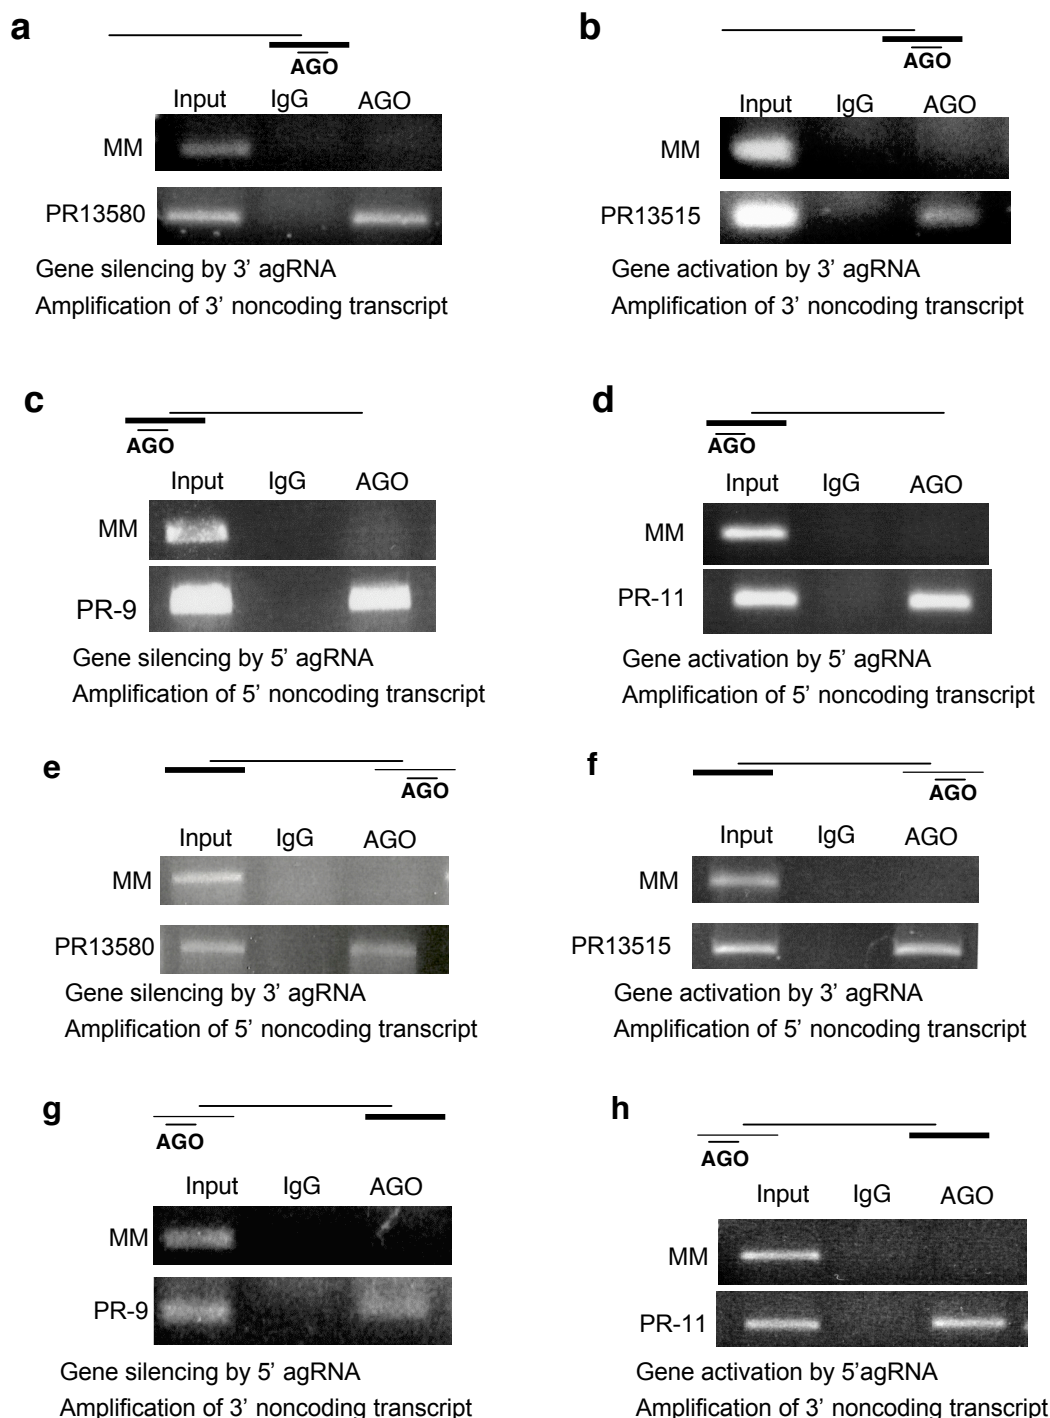 a
AGO
Input IgG AGO
MM
PR13580
Gene silencing by 3’ agRNA
Amplification of 3’ noncoding transcript
b
AGO
Input IgG AGO
MM
PR13515
Gene activation by 3’ agRNA
Amplification of 3’ noncoding transcript
c
AGO
Input IgG AGO
MM
PR-9
Gene silencing by 5’ agRNA
Amplification of 5’ noncoding transcript
d
AGO
Input IgG AGO
MM
PR-11
Gene activation by 5’ agRNA
Amplification of 5’ noncoding transcript
e
AGO
Input IgG AGO
MM
PR13580
Gene silencing by 3’ agRNA
Amplification of 5’ noncoding transcript
f
AGO
Input IgG AGO
MM
PR13515
Gene activation by 3’ agRNA
Amplification of 5’ noncoding transcript
g
AGO
Input IgG AGO
MM
PR-9
Gene silencing by 5’ agRNA
Amplification of 3’ noncoding transcript
h
AGO
Input IgG AGO
MM
PR-11
Gene activation by 5’agRNA
Amplification of 3’ noncoding transcript